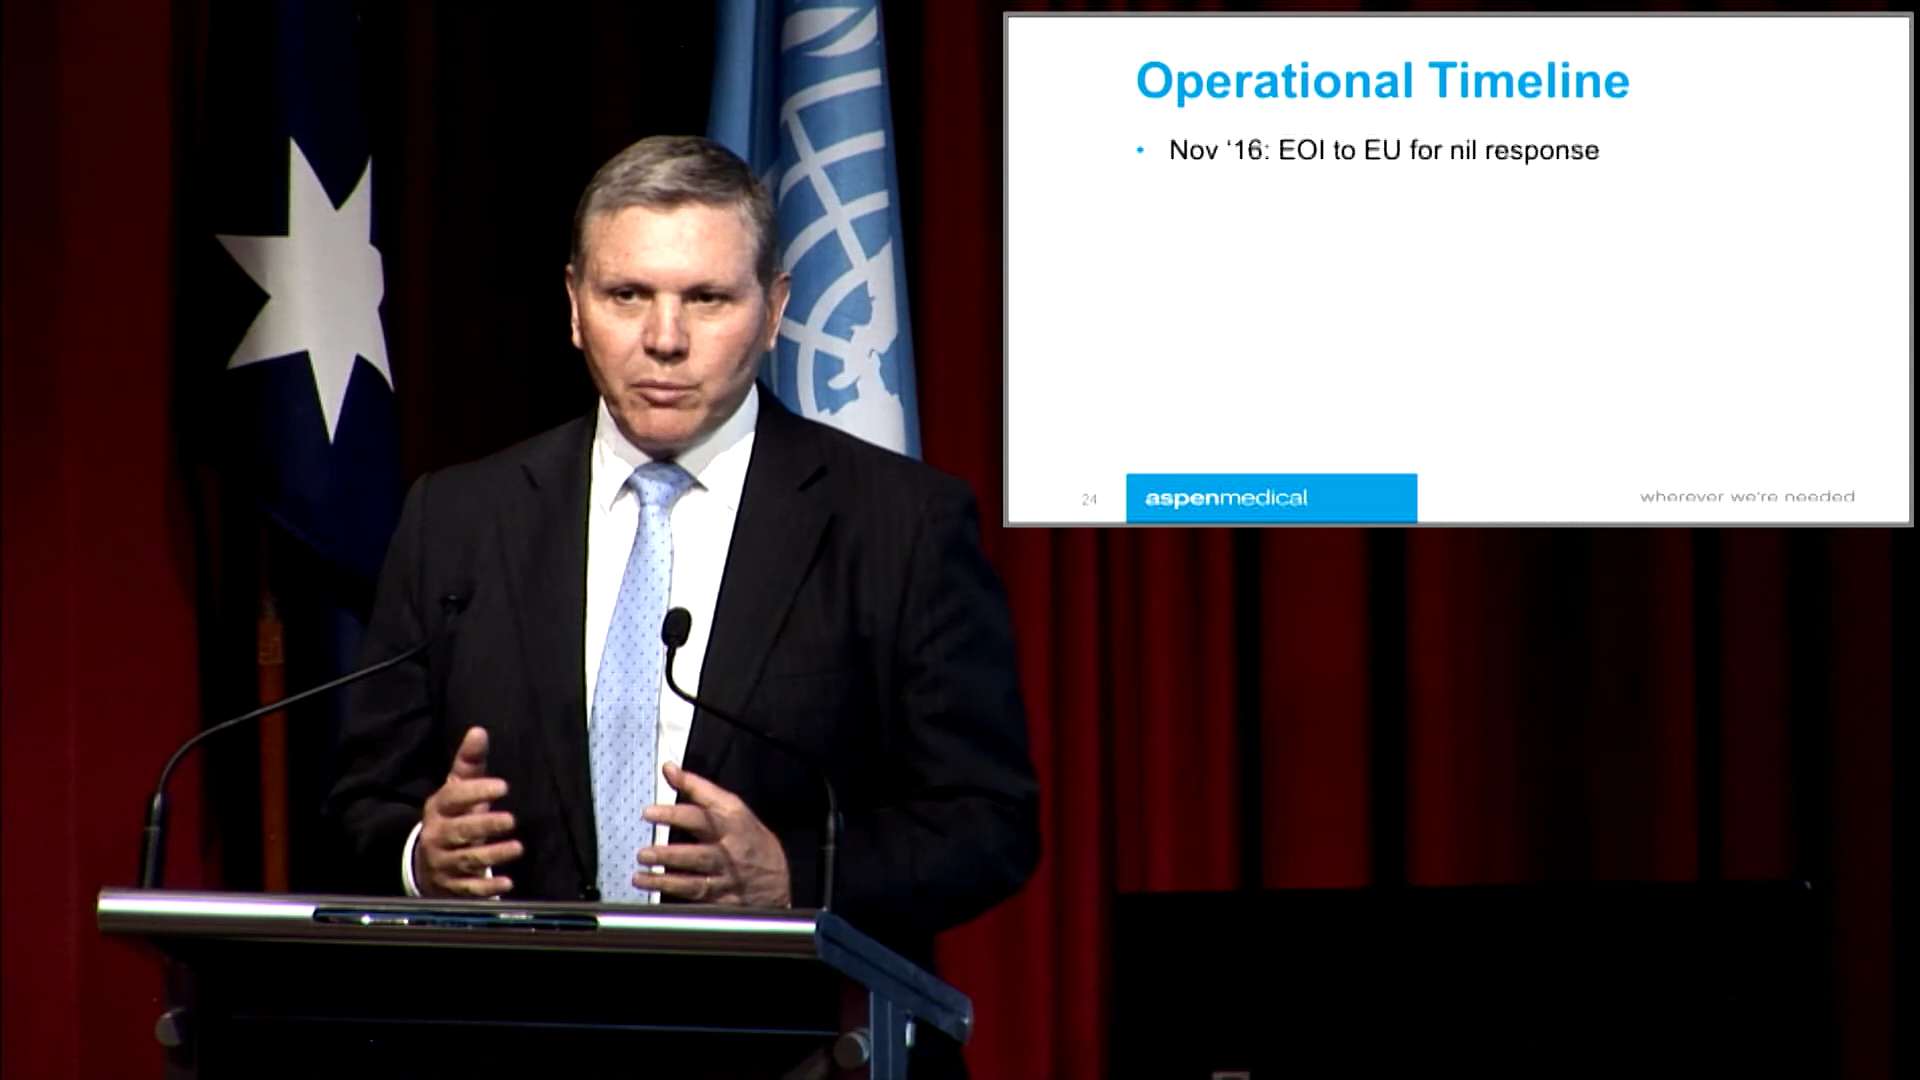 Operational Timeline
• Nov ‘16: EOI to EU for nil response
24
aspenmedical
wherever we're needed